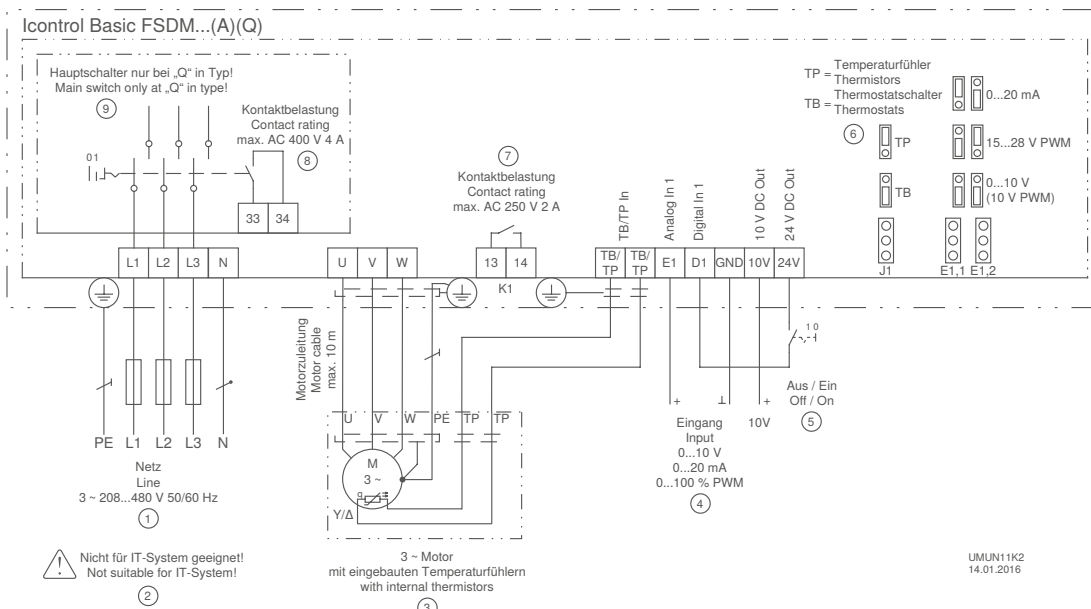 Icontrol Basic FSDM...(A)(Q)
Hauptschalter nur bei „Q“ in Typ!
Main switch only at „Q“ in type!
9
Kontaktbelastung
Contact rating
max. AC 400 V 4 A
8
0 1
33 34
7
Kontaktbelastung
Contact rating
max. AC 250 V 2 A
TB/TP In
Analog In 1
Digital In 1
10 V DC Out
24 V DC Out
TP = Temperaturfühler
Thermistors
TB = Thermostatschalter
Thermostats
6
TP
TB
J1
0...20 mA
15...28 V PWM
0...10 V
(10 V PWM)
E1,1 E1,2
L1 L2 L3 N
U V W
13 14
K1
TB/TP TB/TP E1 D1 GND 10V 24V
Motorzuleitung
Motor cable
max. 10 m
1 0
Aus / Ein
Off / On
5
PE L1 L2 L3 N
Netz
Line
3 ~ 208...480 V 50/60 Hz
1
U V W PE TP TP
M
3 ~
Y/Δ
+ ⊥ + 
Eingang
Input
0...10 V
0...20 mA
0...100 % PWM
4
10V
Nicht für IT-System geeignet!
Not suitable for IT-System!
2
3 ~ Motor
mit eingebauten Temperaturfühlern
with internal thermistors
3
UMUN11K2
14.01.2016